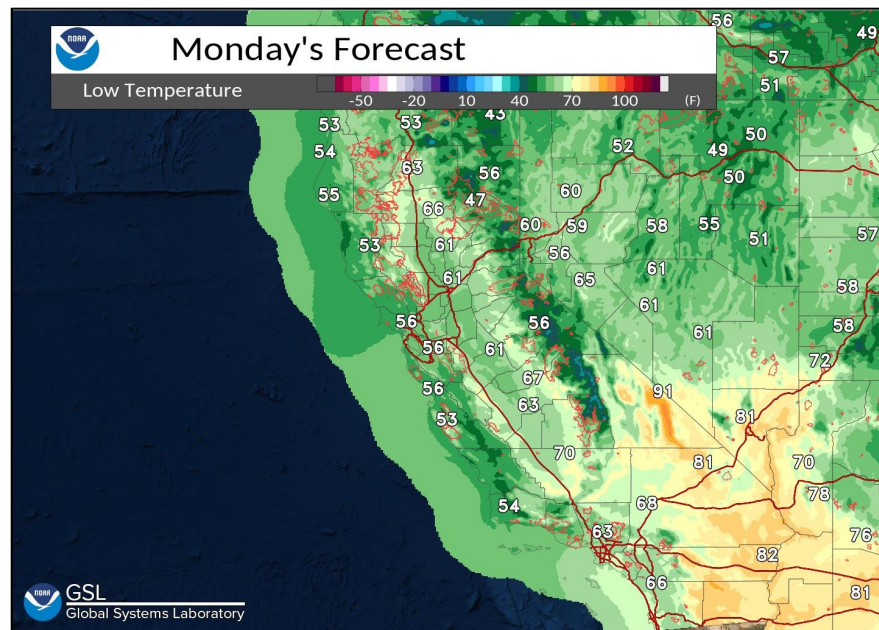 Monday's Forecast
NOAA
Low Temperature
-50 -20 10 40 70 100 (F)
56
49
57
51
53 53 43
54
52 49 50
63 56 50
55 47 60
66
60 59 58 55
53 61 56 51 57
61 65 61
58
61
56 56 61 58
56 61
67 72
56 91
63
53 81
70 81 70
54 68 78
63 76
82
66 81
NOAA
GSL
Global Systems Laboratory